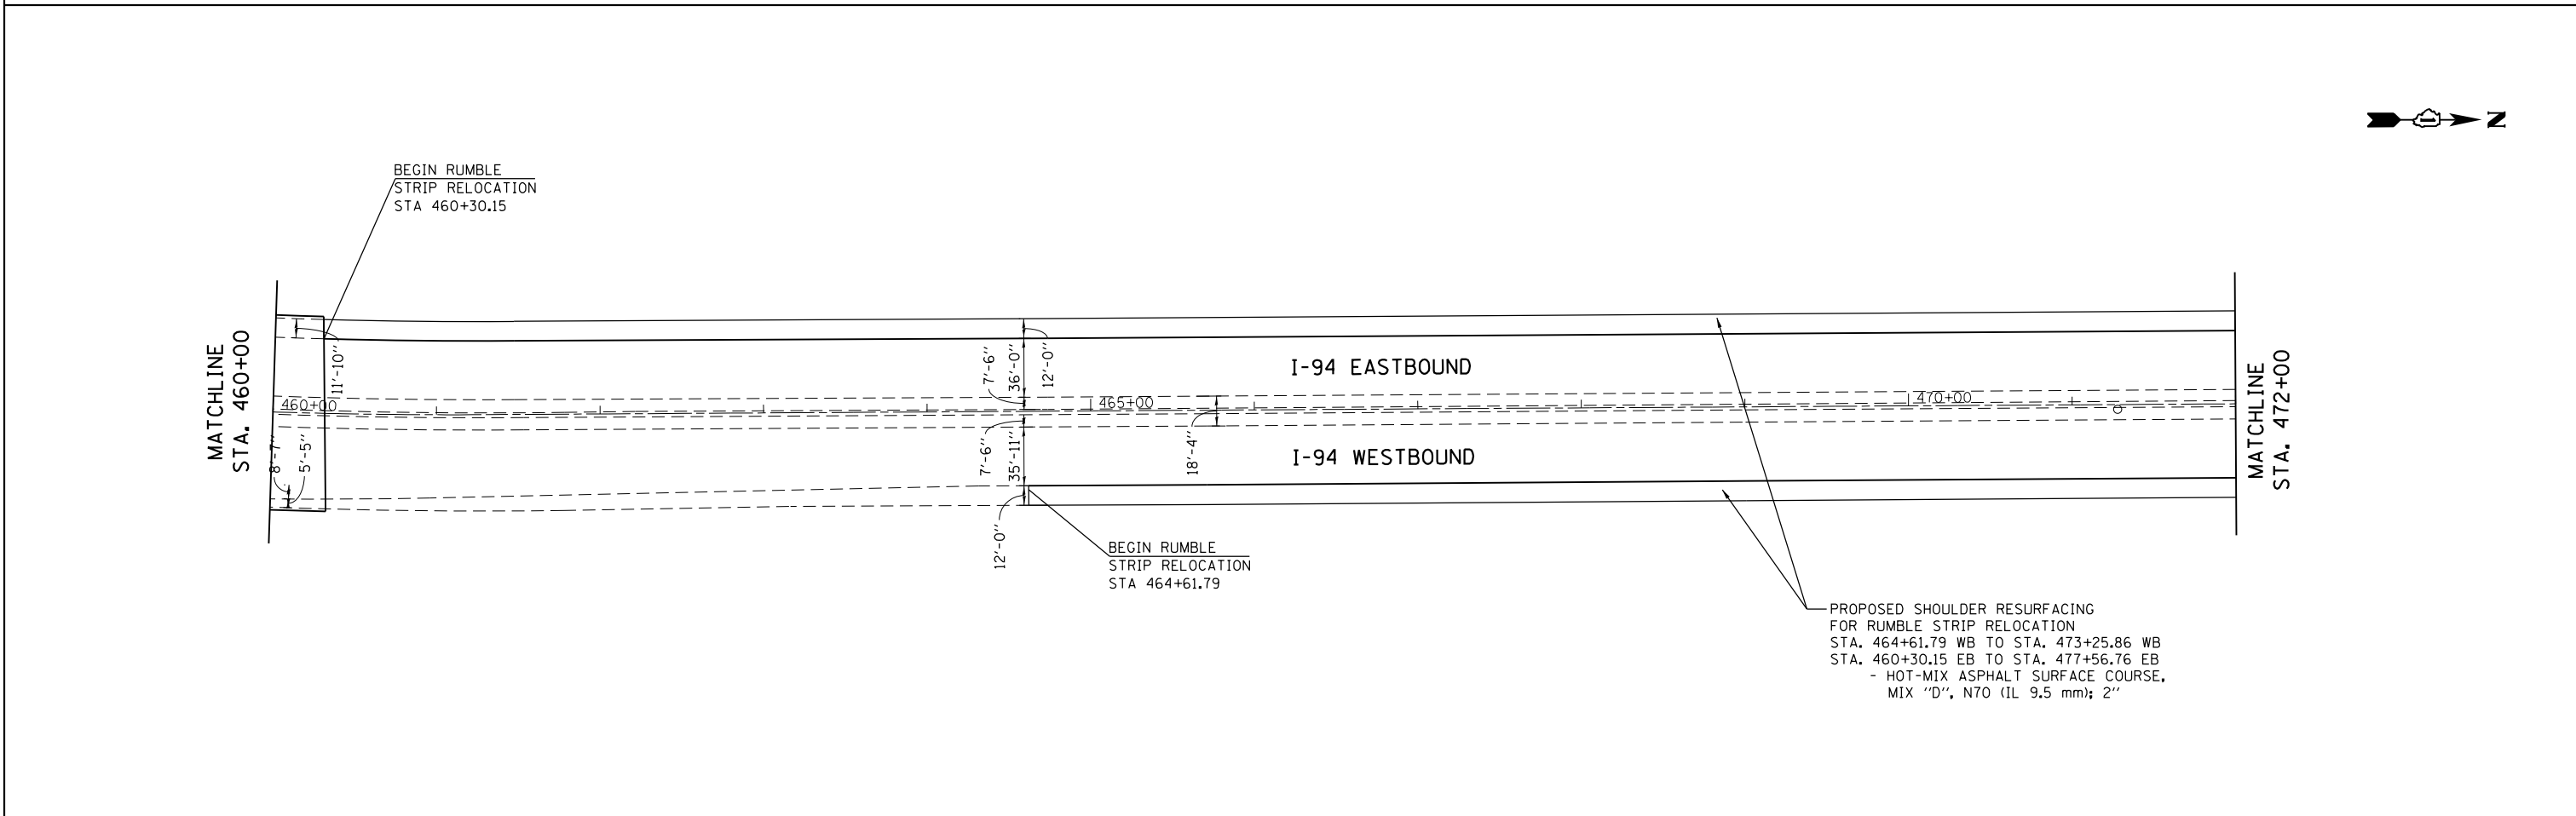 N
BEGIN RUMBLE
STRIP RELOCATION
STA 460+30.15
MATCHLINE
STA. 460+00
11'-10"
460+00
8'-7"
5'-5"
7'-6"
36'-0"
12'-0"
I-94 EASTBOUND
465+00
470+00
7'-6"
35'-11"
18'-4"
I-94 WESTBOUND
12'-0"
MATCHLINE
STA. 472+00
BEGIN RUMBLE
STRIP RELOCATION
STA 464+61.79
PROPOSED SHOULDER RESURFACING
FOR RUMBLE STRIP RELOCATION
STA. 464+61.79 WB TO STA. 473+25.86 WB
STA. 460+30.15 EB TO STA. 477+56.76 EB
- HOT-MIX ASPHALT SURFACE COURSE,
MIX "D", N70 (IL 9.5 mm); 2"